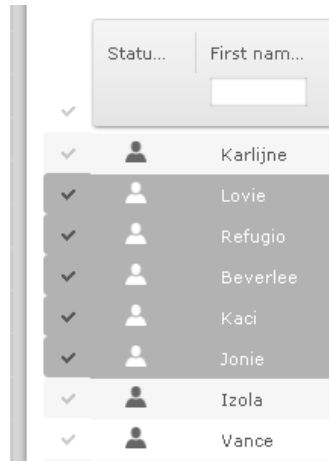 Statu... First nam...
Karlijne
Lovie
Refugio
Beverlee
Kaci
Jonie
Izola
Vance